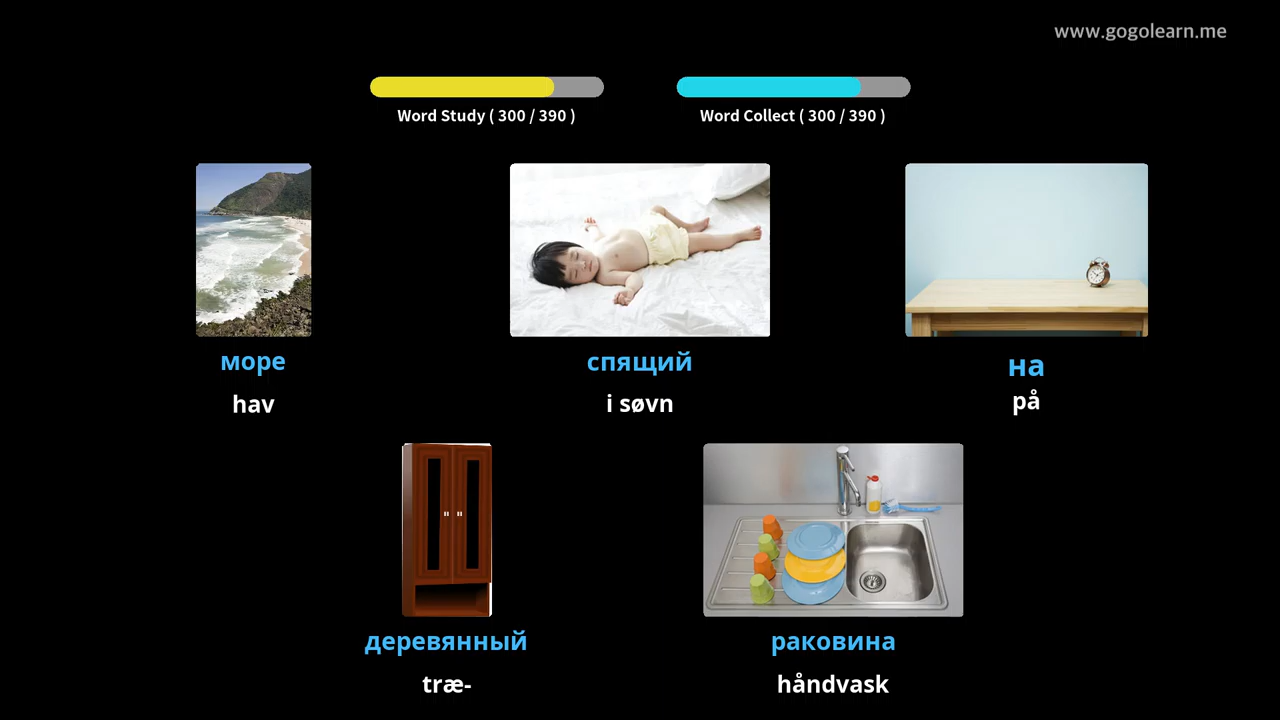 www.gogolearn.me
Word Study ( 300 / 390 )
Word Collect ( 300 / 390 )
море
hav
спящий
i søvn
на
på
деревянный
træ-
раковина
håndvask